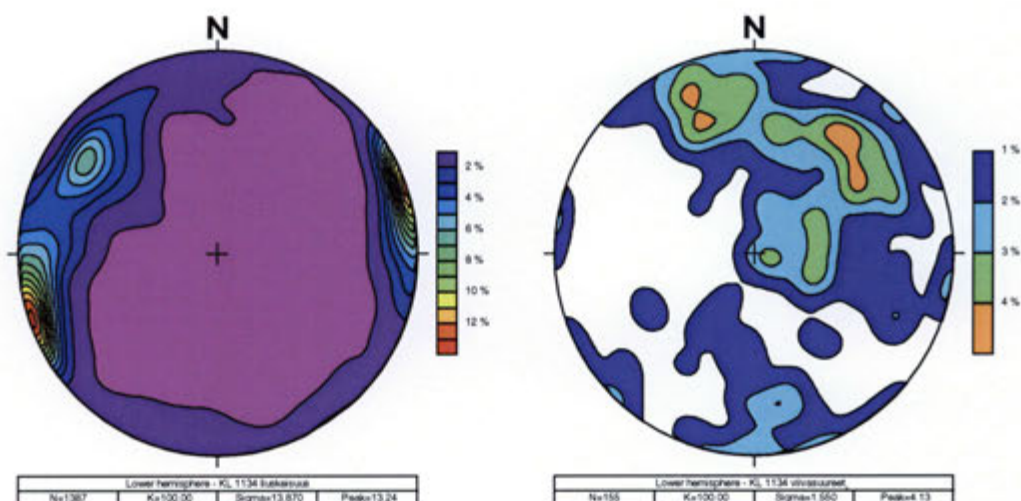 N
2 %
4 %
6 %
8 %
10 %
12 %
Lower hemisphere - KL 1134 liuskeisuus
N=1387 K=100.00 Sigma=13.870 Peak=13.24
N
1 %
2 %
3 %
4 %
Lower hemisphere - KL 1134 viivasuureet
N=155 K=100.00 Sigma=1.550 Peak=4.13